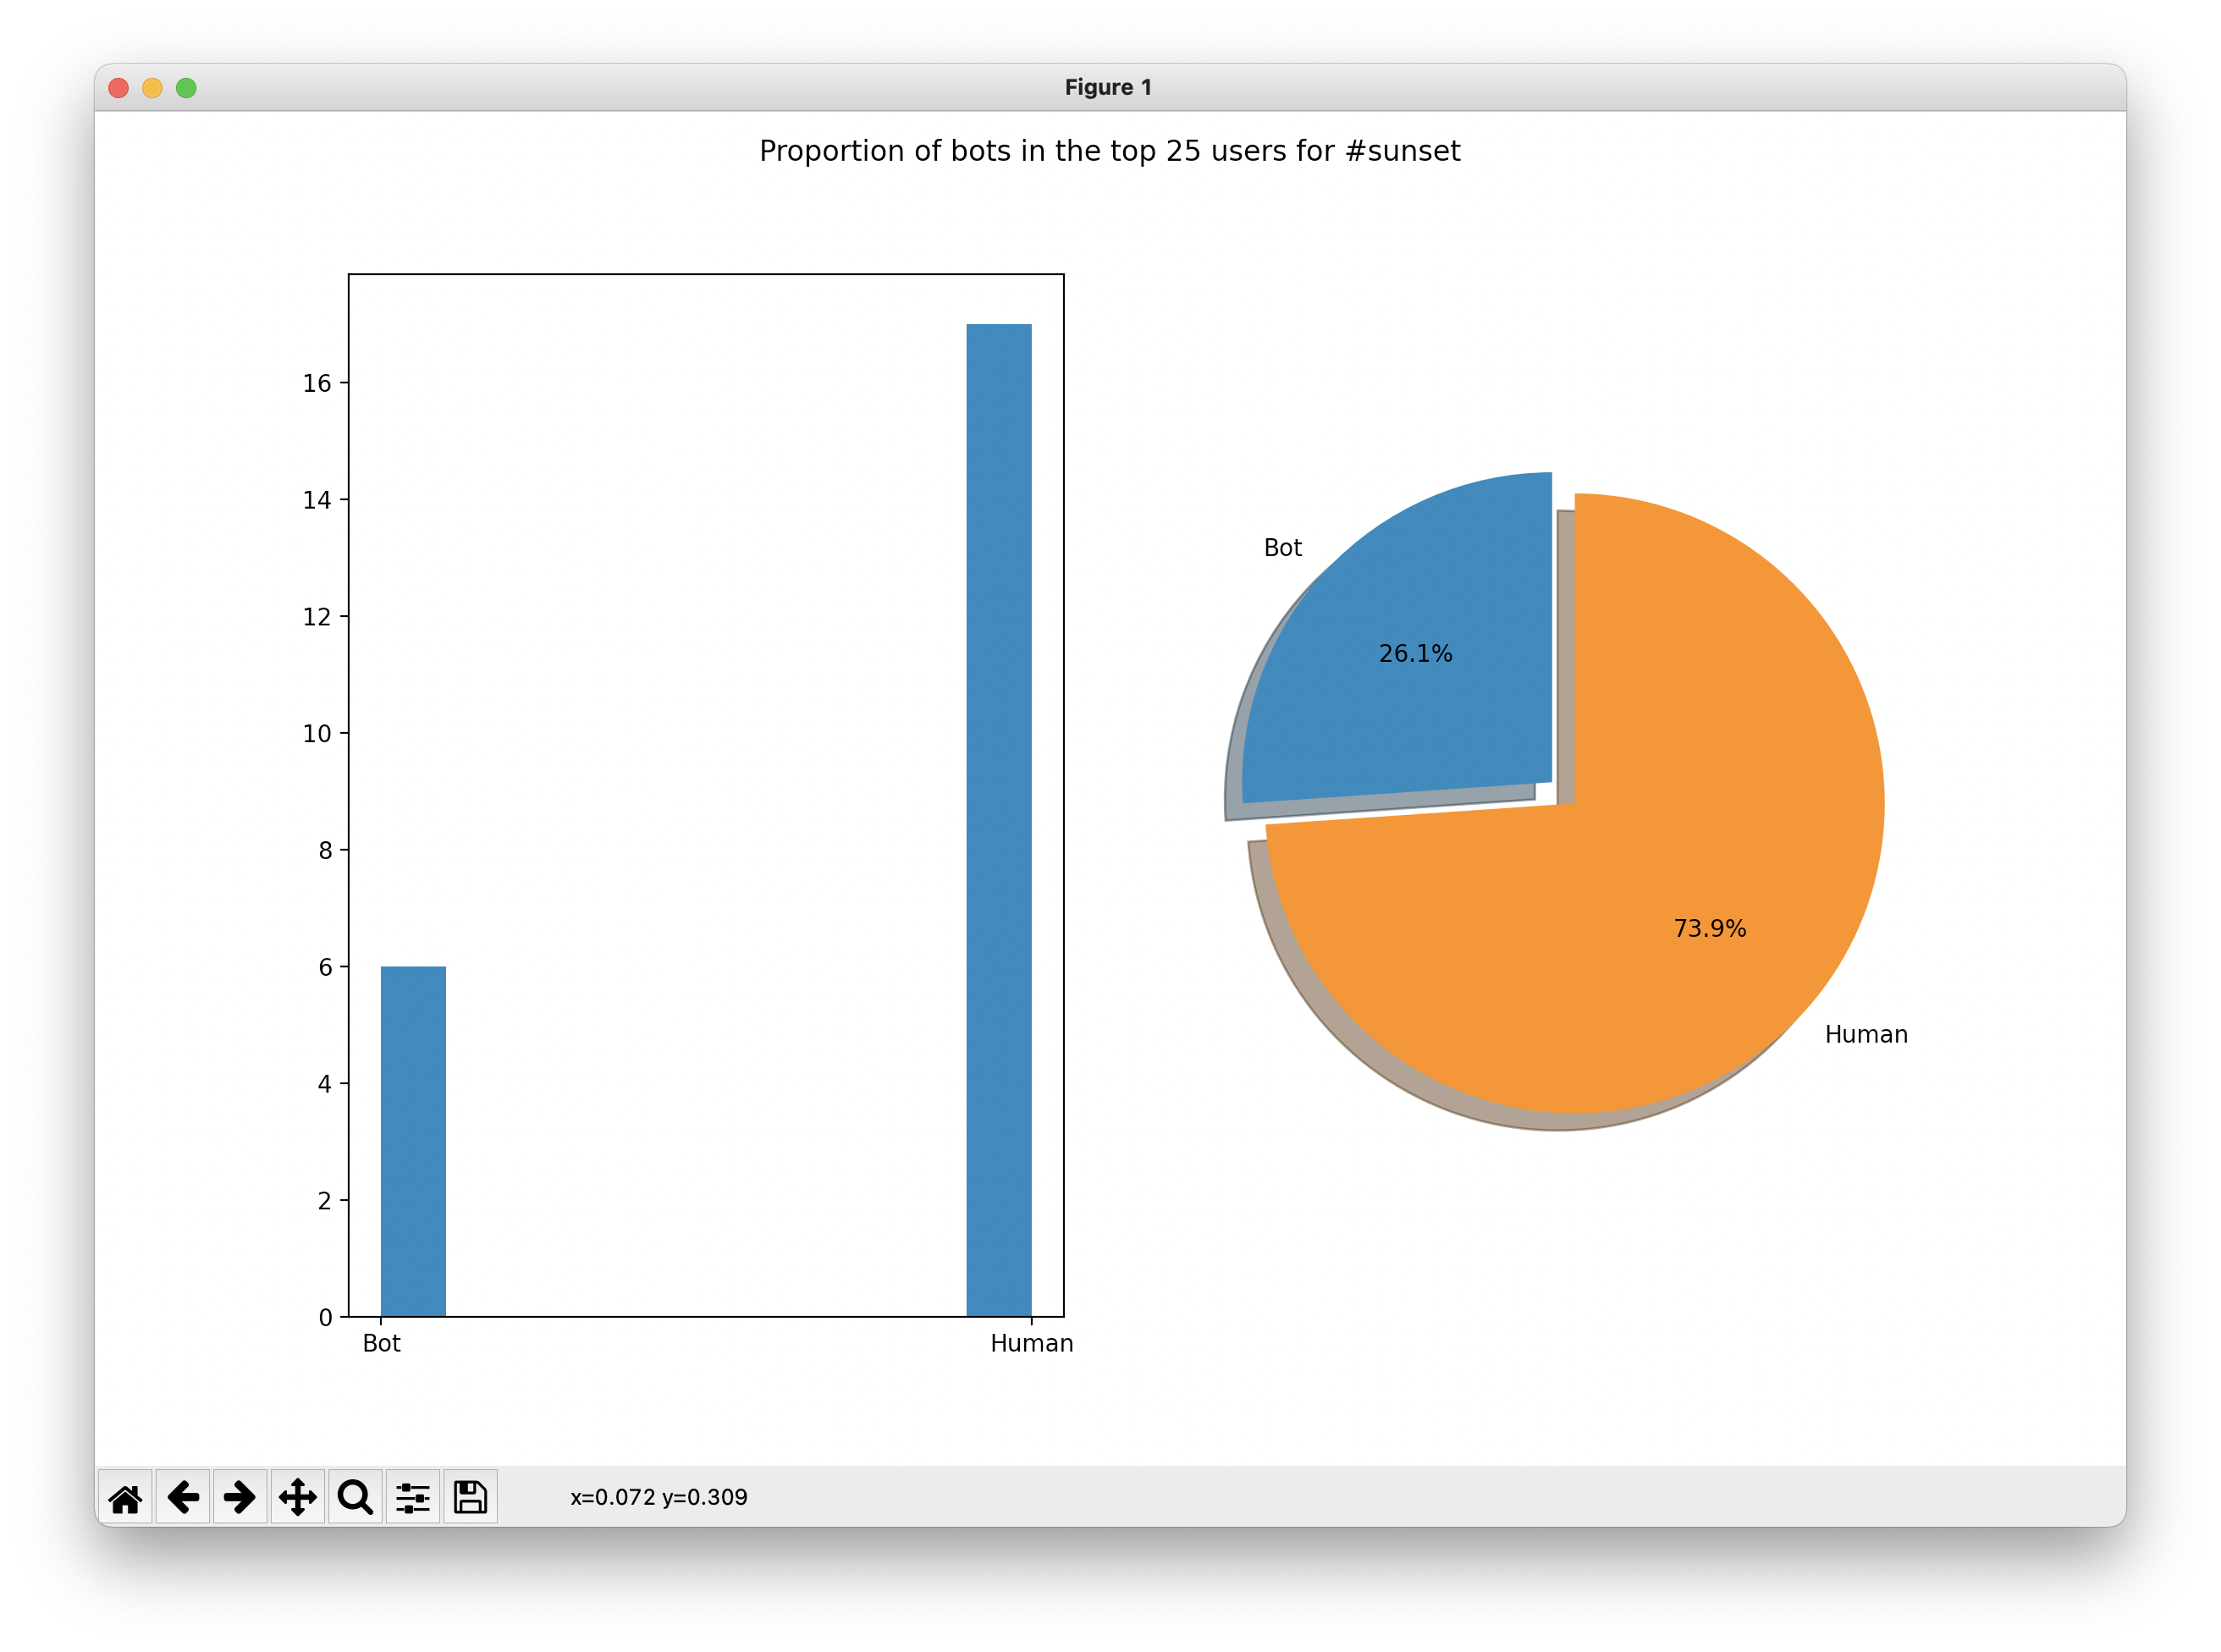 Figure 1
Proportion of bots in the top 25 users for #sunset
16
14
12
10
8
6
4
2
0
Bot
Human
Bot
26.1%
73.9%
Human
x=0.072 y=0.309